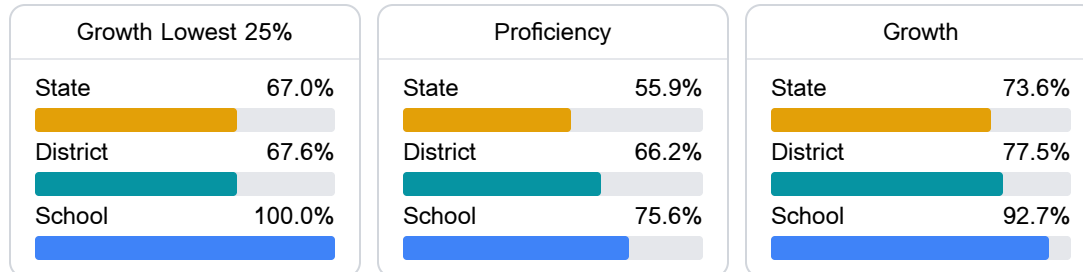 Growth Lowest 25%
State 67.0%
District 67.6%
School 100.0%
Proficiency
State 55.9%
District 66.2%
School 75.6%
Growth
State 73.6%
District 77.5%
School 92.7%